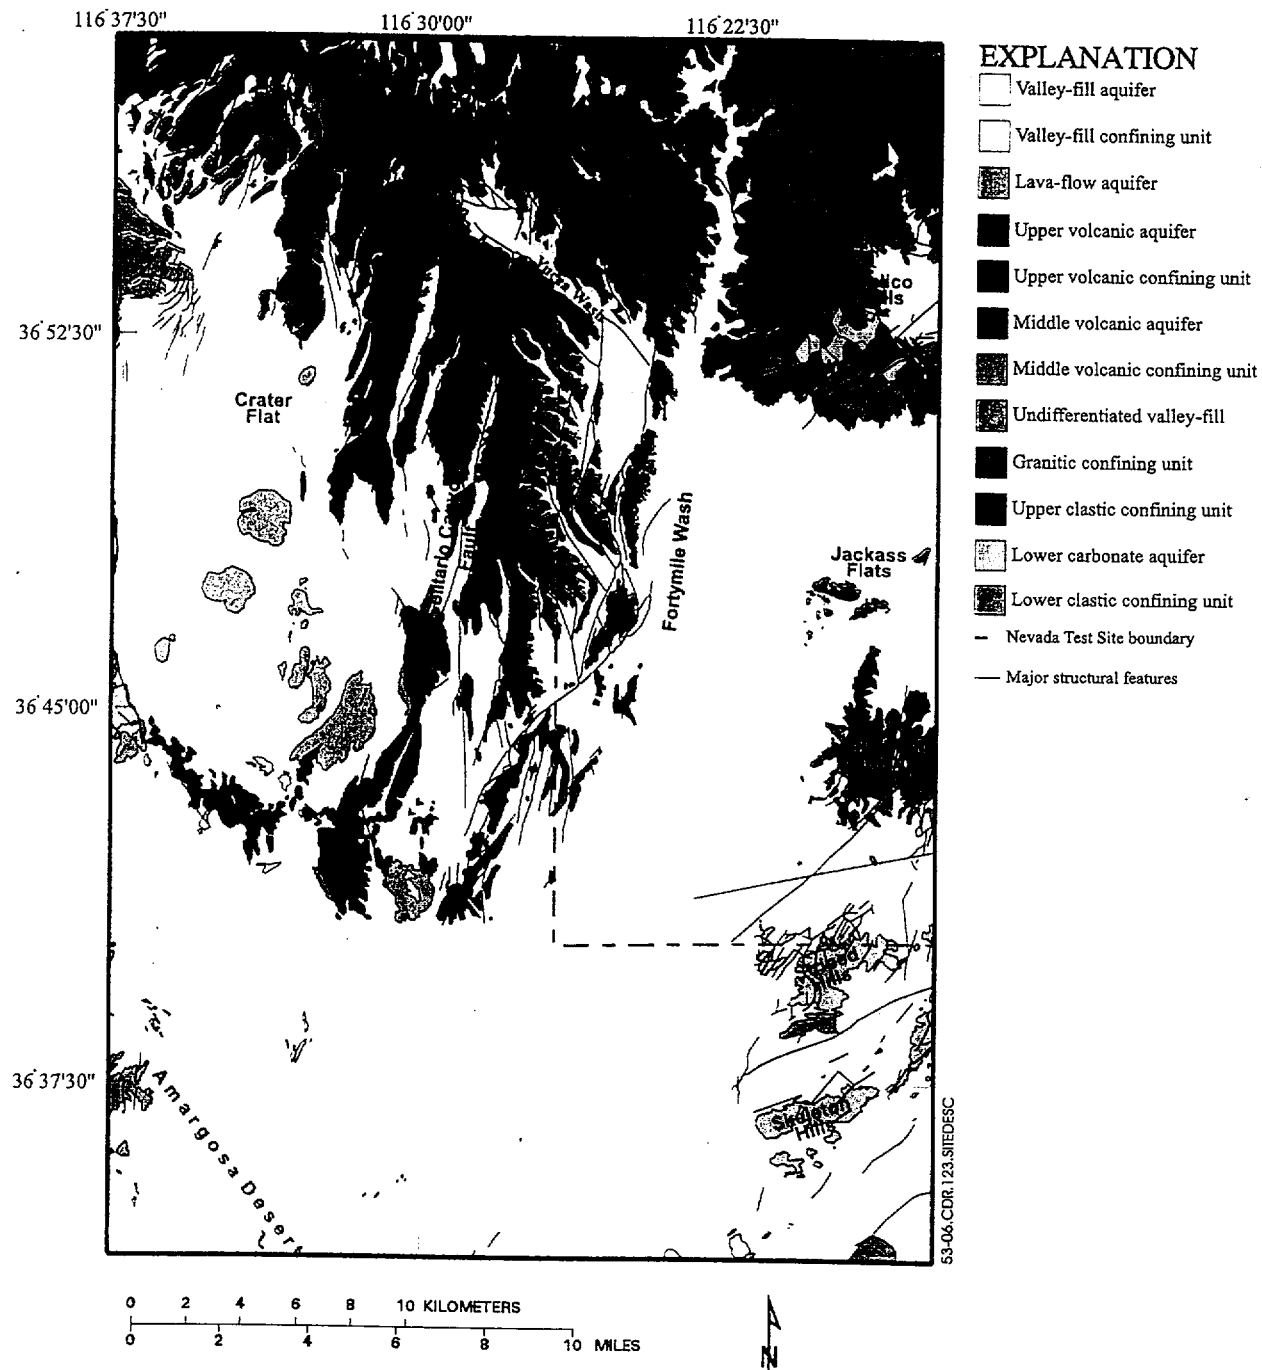 116°37'30"
116°30'00"
116°22'30"
EXPLANATION
Valley-fill aquifer
Valley-fill confining unit
Lava-flow aquifer
Upper volcanic aquifer
Upper volcanic confining unit
Middle volcanic aquifer
Middle volcanic confining unit
Undifferentiated valley-fill
Granitic confining unit
Upper clastic confining unit
Lower carbonate aquifer
Lower clastic confining unit
Nevada Test Site boundary
Major structural features
Wash
36°52'30"
Crater
Flat
Fault
Fortymile Wash
Jackass
Flats
36°45'00"
Hills
36°37'30"
Amargosa Deser
Skeleton
Hills
53-06.CDR.123.SITEDESC
0 2 4 6 8 10 KILOMETERS
0 2 4 6 8 10 MILES
N